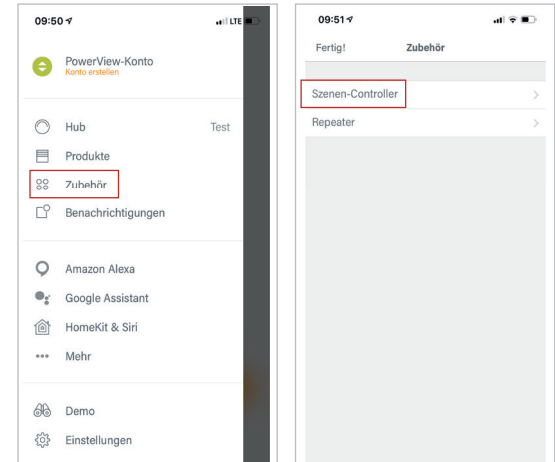 09:50
LTE
PowerView-Konto
Konto erstellen
Hub Test
Produkte
Zubehör
Benachrichtigungen
Amazon Alexa
Google Assistant
HomeKit & Siri
Mehr
Demo
Einstellungen
09:51
Fertig! Zubehör
Szenen-Controller
Repeater